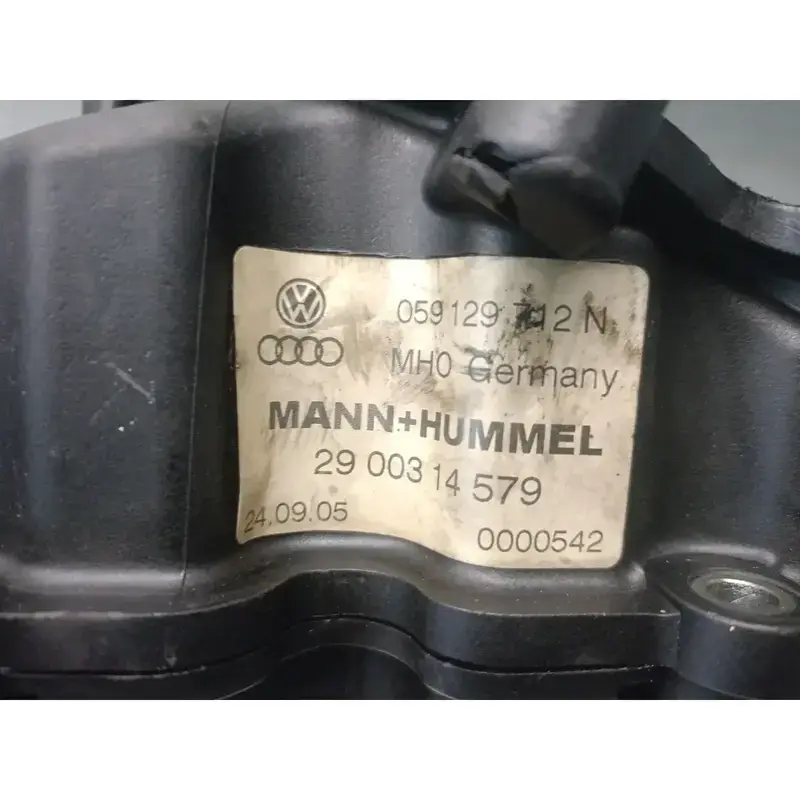 059 129 712 N
MH0 Germany
MANN+HUMMEL
29 003 14 579
24.09.05
0000542